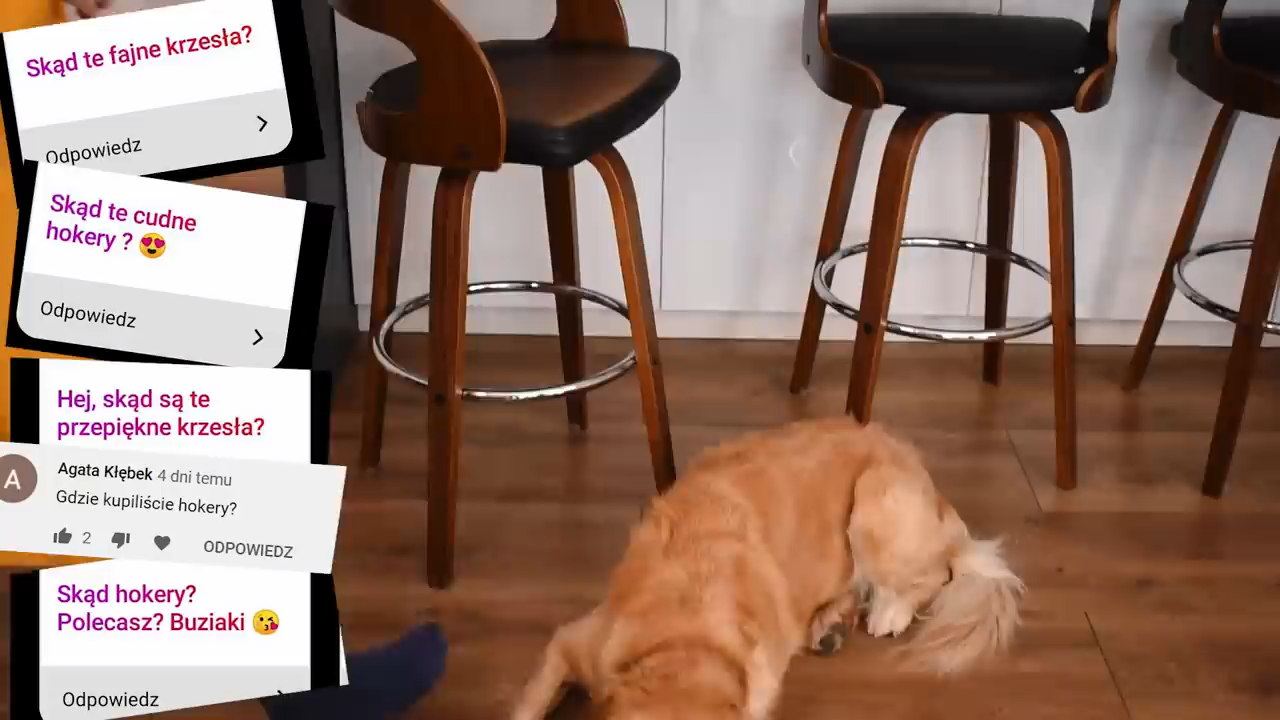 Skąd te fajne krzesła?
Odpowiedz
Skąd te cudne
hokery ? 😍
Odpowiedz
Hej, skąd są te
przepiękne krzesła?
A
Agata Kłębek 4 dni temu
Gdzie kupiliście hokery?
2
ODPOWIEDZ
Skąd hokery?
Polecasz? Buziaki 😘
Odpowiedz